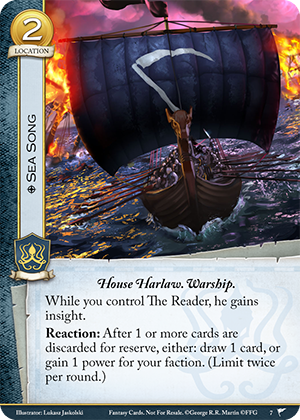 2
LOCATION
SEA SONG
House Harlaw. Warship.
While you control The Reader, he gains
insight.
Reaction: After 1 or more cards are
discarded for reserve, either: draw 1 card, or
gain 1 power for your faction. (Limit twice
per round.)
Illustrator: Lukasz Jaskolski
Fantasy Cards. Not For Resale. ©George R.R. Martin ©FFG
7